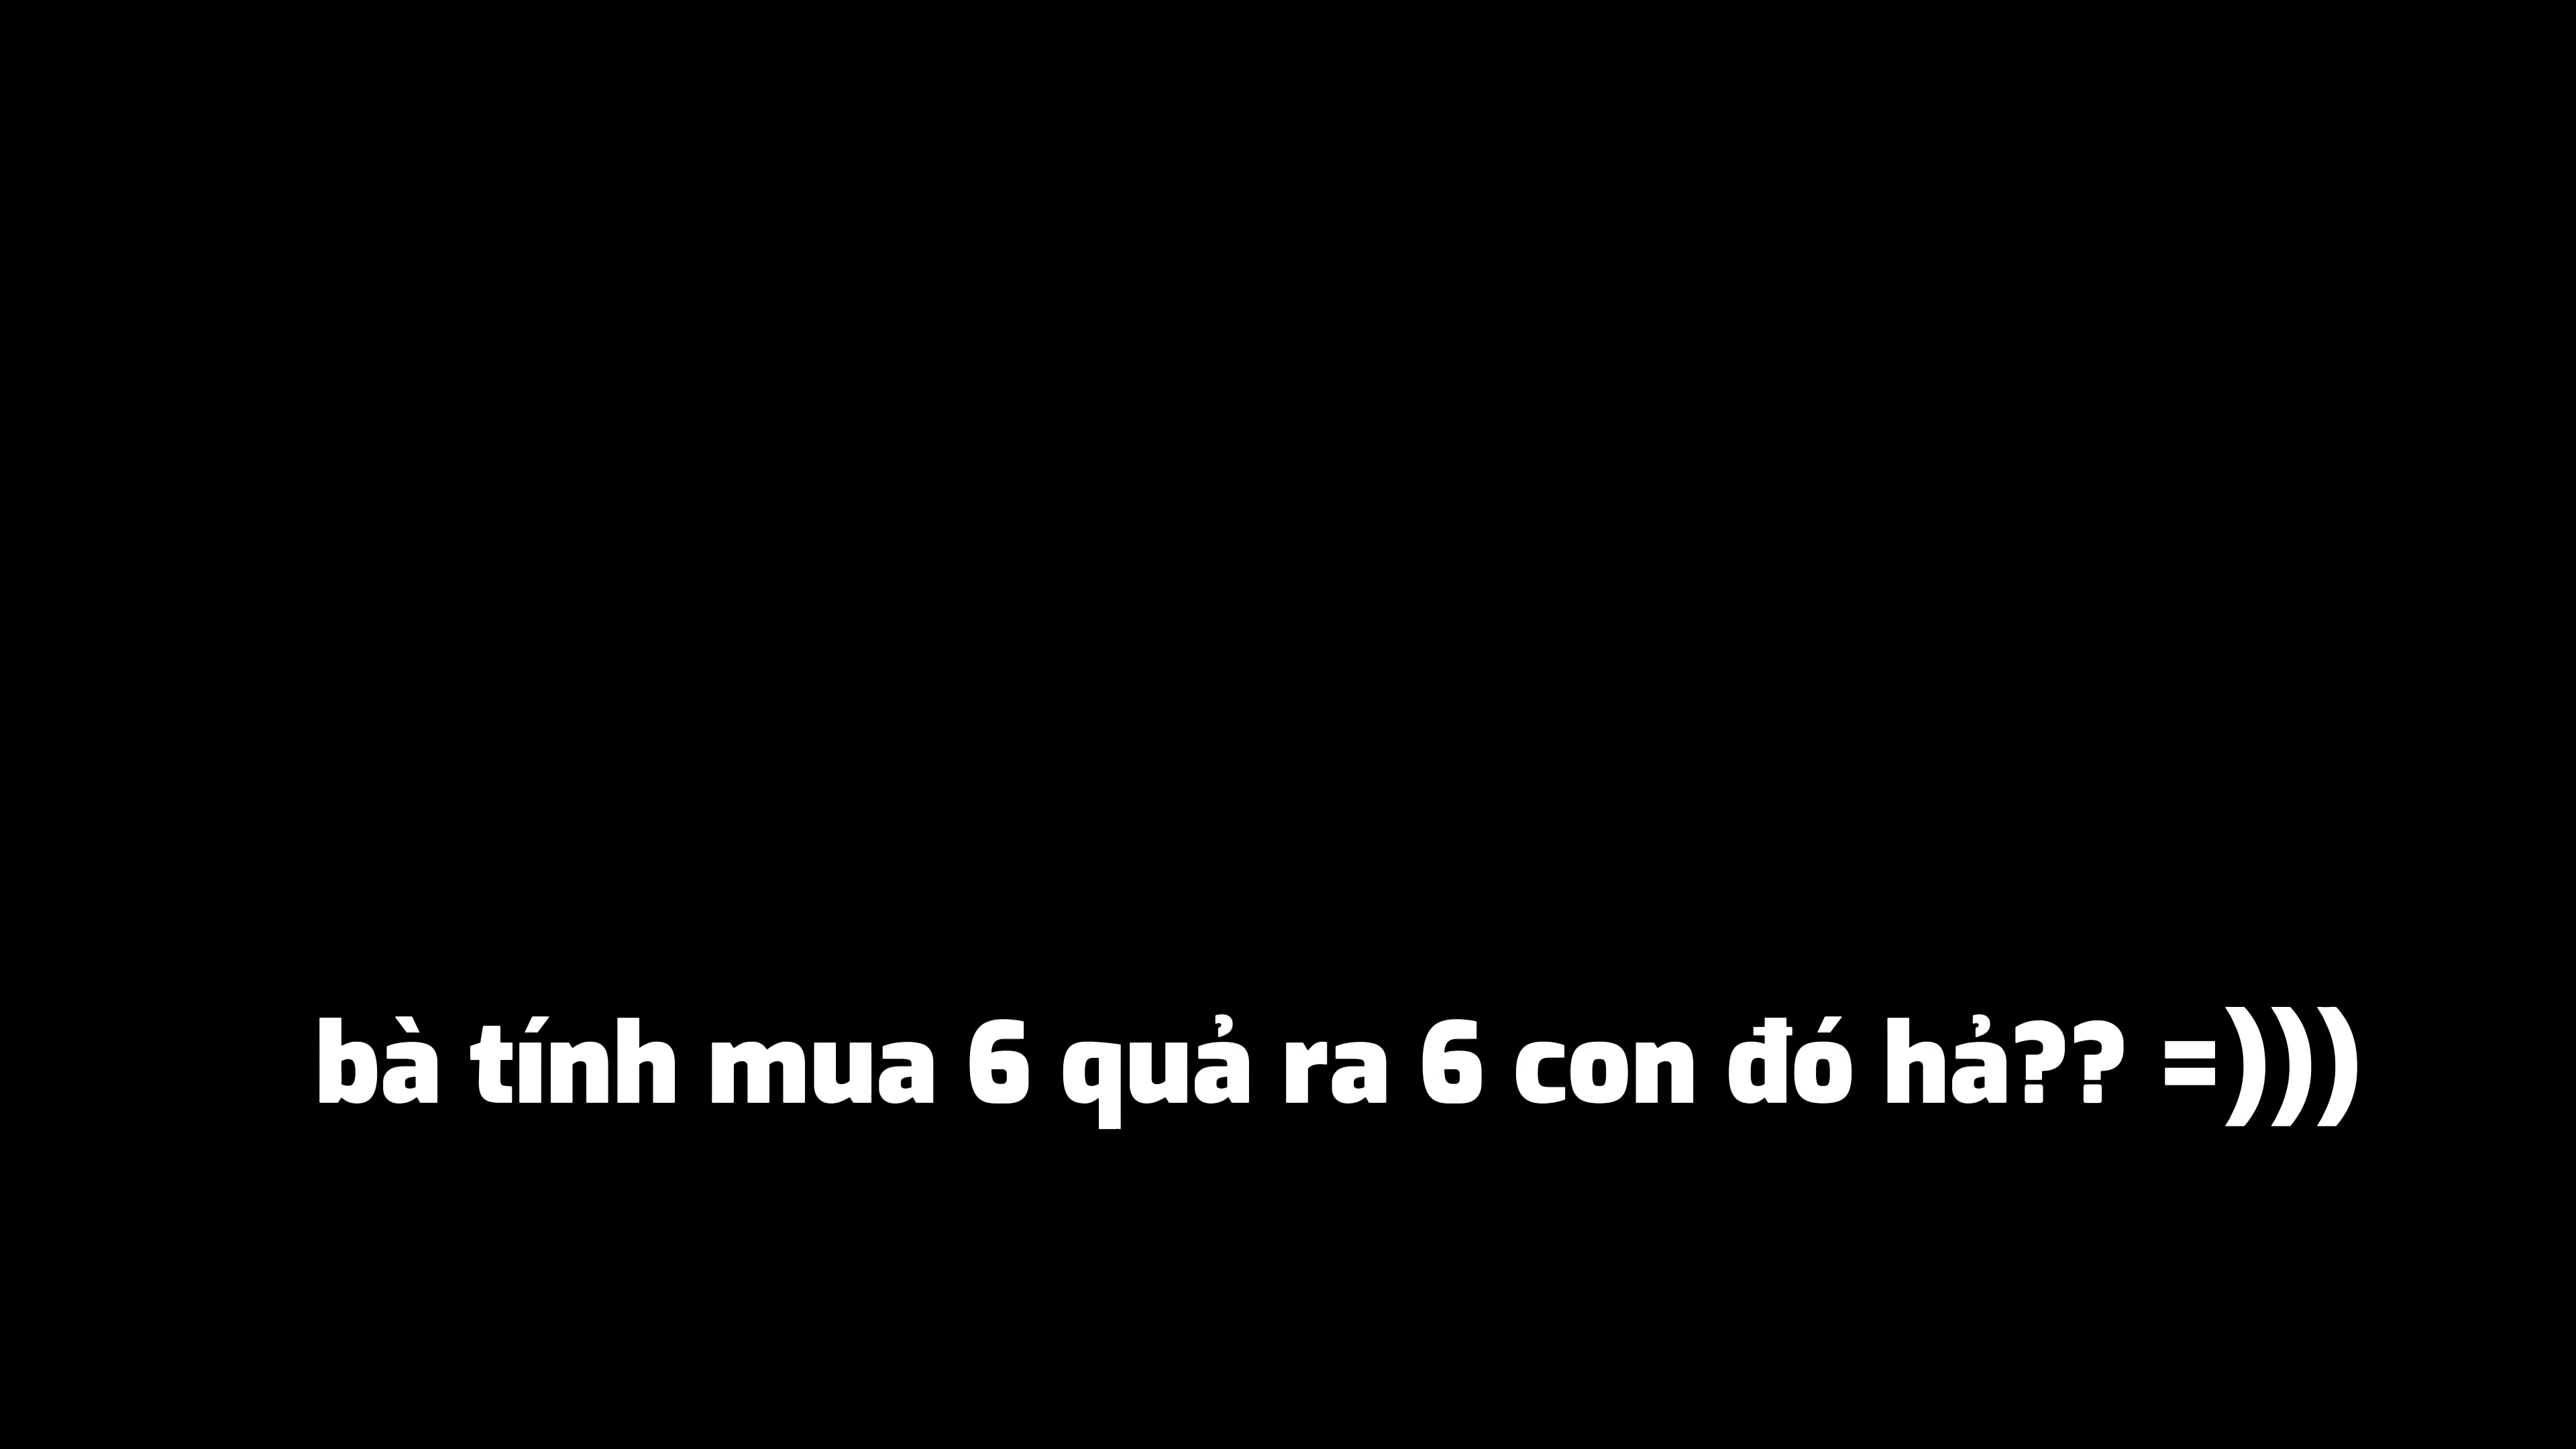 bà tính mua 6 quả ra 6 con đó hả?? =)))